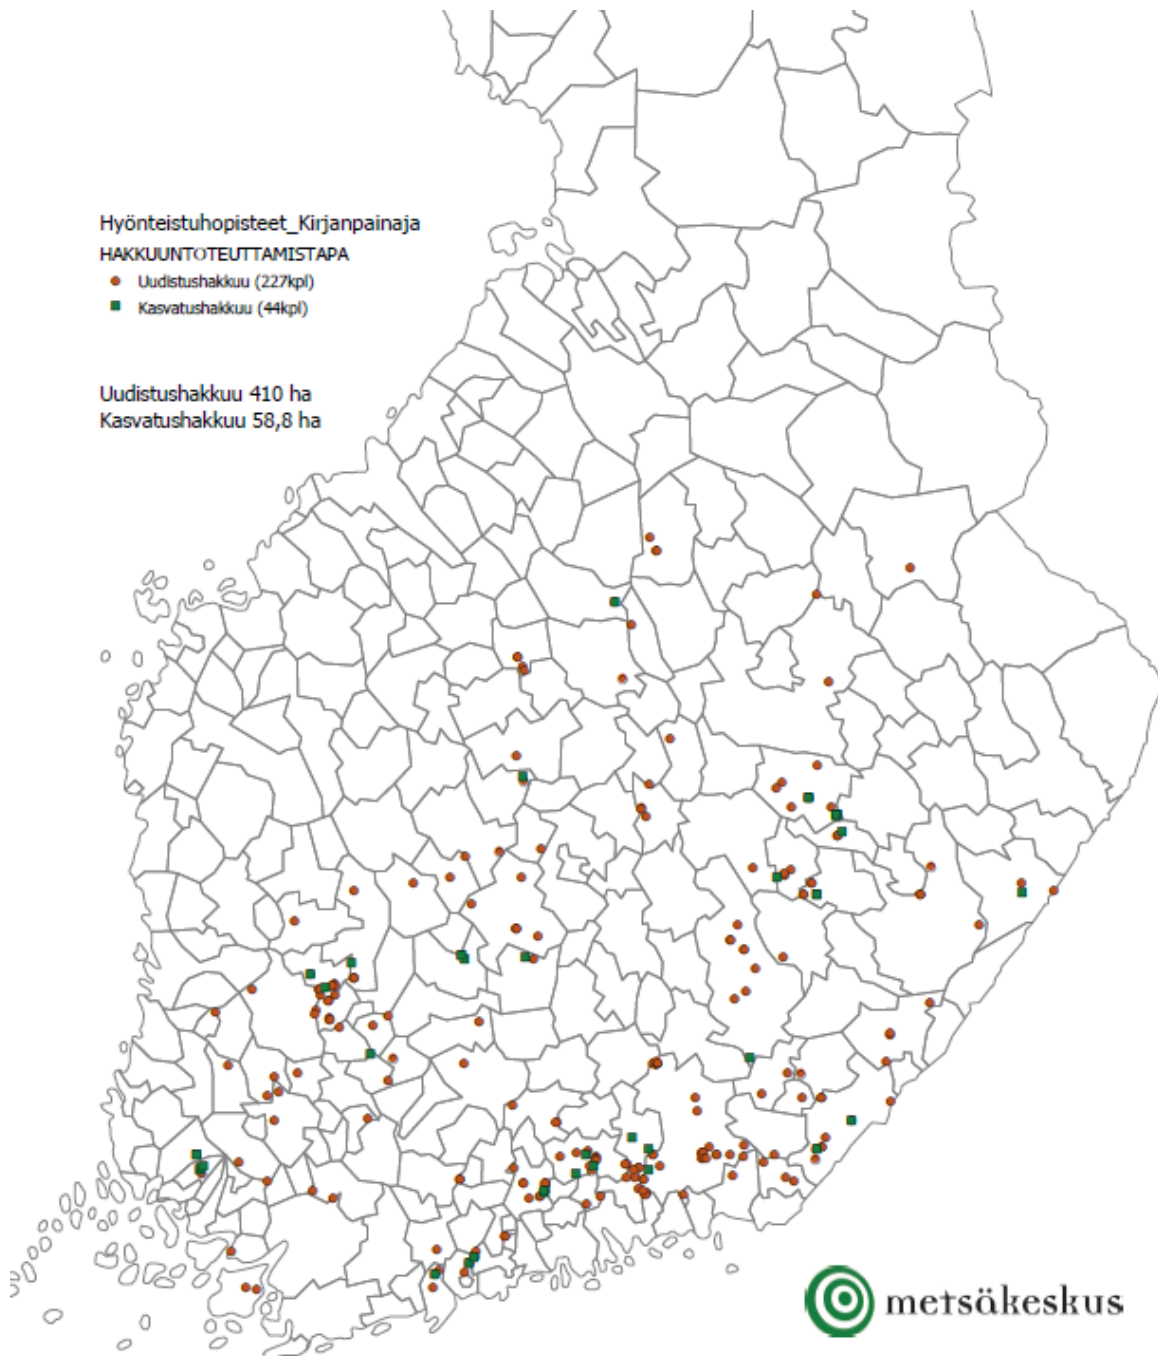 Hyönteistuhopisteet_Kirjanpainaja
HAKKUUNTOTEUTTAMISTAPA
Uudistushakkuu (227kpl)
Kasvatushakkuu (44kpl)
Uudistushakkuu 410 ha
Kasvatushakkuu 58,8 ha
metsäkeskus